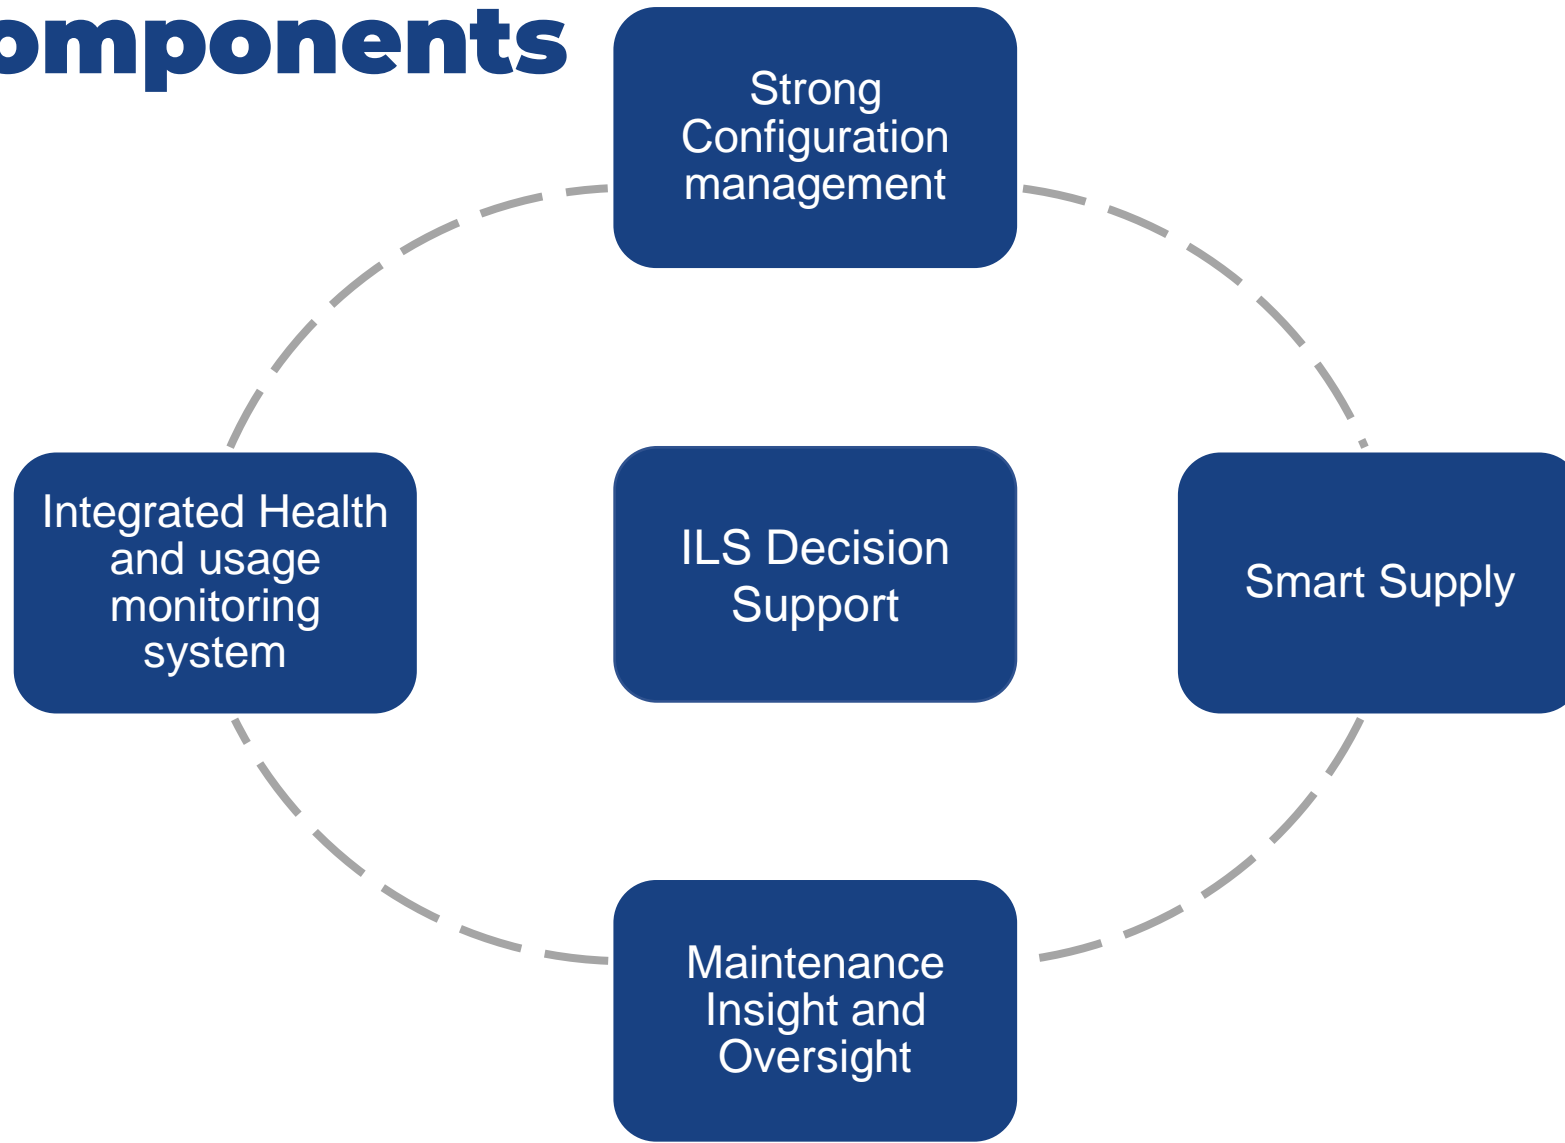 omponents
Strong
Configuration
management
Integrated Health
and usage
monitoring
system
ILS Decision
Support
Smart Supply
Maintenance
Insight and
Oversight